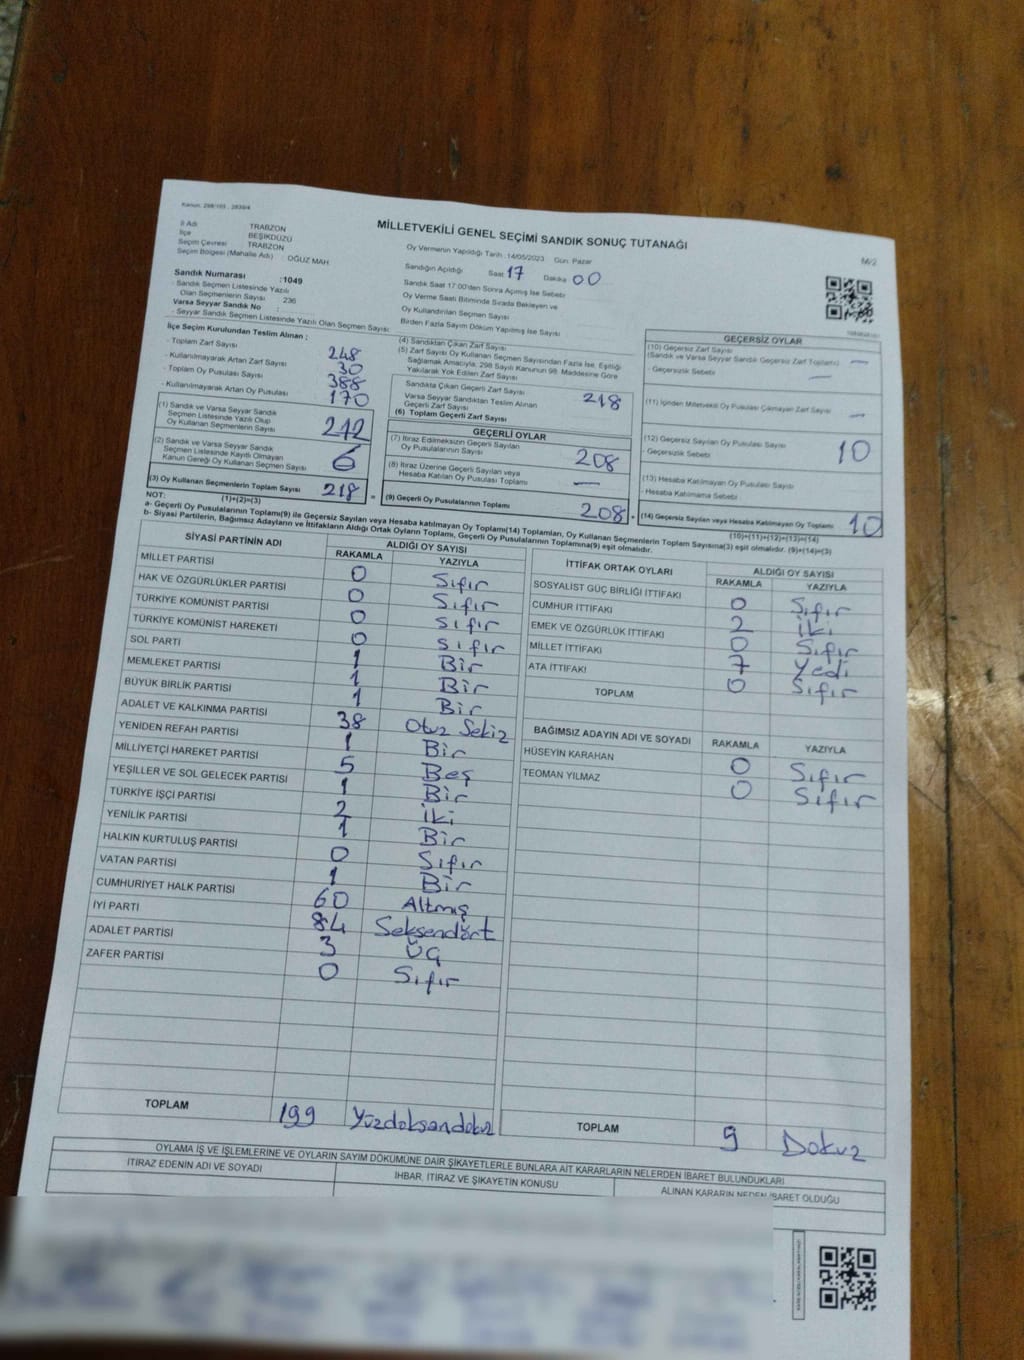 Kanun: 298/105 , 2839/4
MİLLETVEKİLİ GENEL SEÇİMİ SANDIK SONUÇ TUTANAĞI
M/2
İl Adı TRABZON
İlçe BEŞİKDÜZÜ
Seçim Çevresi TRABZON
Seçim Bölgesi (Mahalle Adı) : OĞUZ MAH
Oy Vermenin Yapıldığı Tarih :14/05/2023 Gün: Pazar
Sandığın Açıldığı Saat 17 Dakika 00
Sandık Saat 17:00'den Sonra Açılmış İse Sebebi
Oy Verme Saati Bitiminde Sırada Bekleyen ve
Oy Kullandırılan Seçmen Sayısı
Birden Fazla Sayım Döküm Yapılmış İse Sayısı
Sandık Numarası :1049
- Sandık Seçmen Listesinde Yazılı
Olan Seçmenlerin Sayısı : 236
Varsa Seyyar Sandık No :
- Seyyar Sandık Seçmen Listesinde Yazılı Olan Seçmen Sayısı:
İlçe Seçim Kurulundan Teslim Alınan ;
- Toplam Zarf Sayısı 248
- Kullanılmayarak Artan Zarf Sayısı 30
- Toplam Oy Pusulası Sayısı 388
- Kullanılmayarak Artan Oy Pusulası 170
(1) Sandık ve Varsa Seyyar Sandık
Seçmen Listesinde Yazılı Olup
Oy Kullanan Seçmenlerin Sayısı 212
(2) Sandık ve Varsa Seyyar Sandık
Seçmen Listesinde Kayıtlı Olmayan
Kanun Gereği Oy Kullanan Seçmen Sayısı 6
(3) Oy Kullanan Seçmenlerin Toplam Sayısı 218
(1)+(2)=(3)
(4) Sandıktan Çıkan Zarf Sayısı
(5) Zarf Sayısı Oy Kullanan Seçmen Sayısından Fazla İse, Eşitliği
Sağlamak Amacıyla, 298 Sayılı Kanunun 98. Maddesine Göre
Yakılarak Yok Edilen Zarf Sayısı
Sandıkta Çıkan Geçerli Zarf Sayısı 218
Varsa Seyyar Sandıktan Teslim Alınan
Geçerli Zarf Sayısı
(6) Toplam Geçerli Zarf Sayısı
GEÇERLİ OYLAR
(7) İtiraz Edilmeksizin Geçerli Sayılan
Oy Pusulalarının Sayısı 208
(8) İtiraz Üzerine Geçerli Sayılan veya
Hesaba Katılan Oy Pusulası Toplamı —
= (9) Geçerli Oy Pusulalarının Toplamı 208
GEÇERSİZ OYLAR
(10) Geçersiz Zarf Sayısı
(Sandık ve Varsa Seyyar Sandık Geçersiz Zarf Toplamı) —
- Geçersizlik Sebebi —
(11) İçinden Milletvekili Oy Pusulası Çıkmayan Zarf Sayısı —
(12) Geçersiz Sayılan Oy Pusulası Sayısı 10
- Geçersizlik Sebebi
(13) Hesaba Katılmayan Oy Pusulası Sayısı
- Hesaba Katılmama Sebebi
+ (14) Geçersiz Sayılan veya Hesaba Katılmayan Oy Toplamı 10
(10)+(11)+(12)+(13)=(14)
NOT:
a- Geçerli Oy Pusulalarının Toplamı(9) ile Geçersiz Sayılan veya Hesaba katılmayan Oy Toplamı(14) Toplamları, Oy Kullanan Seçmenlerin Toplam Sayısına(3) eşit olmalıdır. (9)+(14)=(3)
b- Siyasi Partilerin, Bağımsız Adayların ve İttifakların Aldığı Ortak Oyların Toplamı, Geçerli Oy Pusulalarının Toplamına(9) eşit olmalıdır.
SİYASİ PARTİNİN ADI ALDIĞI OY SAYISI
RAKAMLA YAZIYLA
MİLLET PARTİSİ 0 Sıfır
HAK VE ÖZGÜRLÜKLER PARTİSİ 0 Sıfır
TÜRKİYE KOMÜNİST PARTİSİ 0 Sıfır
TÜRKİYE KOMÜNİST HAREKETİ 0 Sıfır
SOL PARTİ 1 Bir
MEMLEKET PARTİSİ 1 Bir
BÜYÜK BİRLİK PARTİSİ 1 Bir
ADALET VE KALKINMA PARTİSİ 38 Otuz Sekiz
YENİDEN REFAH PARTİSİ 1 Bir
MİLLİYETÇİ HAREKET PARTİSİ 5 Beş
YEŞİLLER VE SOL GELECEK PARTİSİ 1 Bir
TÜRKİYE İŞÇİ PARTİSİ 2 İki
YENİLİK PARTİSİ 1 Bir
HALKIN KURTULUŞ PARTİSİ 0 Sıfır
VATAN PARTİSİ 1 Bir
CUMHURİYET HALK PARTİSİ 60 Altmış
İYİ PARTİ 84 Seksendört
ADALET PARTİSİ 3 Üç
ZAFER PARTİSİ 0 Sıfır
TOPLAM 199 Yüzdoksandokuz
İTTİFAK ORTAK OYLARI ALDIĞI OY SAYISI
RAKAMLA YAZIYLA
SOSYALİST GÜÇ BİRLİĞİ İTTİFAKI 0 Sıfır
CUMHUR İTTİFAKI 2 İki
EMEK VE ÖZGÜRLÜK İTTİFAKI 0 Sıfır
MİLLET İTTİFAKI 7 Yedi
ATA İTTİFAKI 0 Sıfır
TOPLAM
BAĞIMSIZ ADAYIN ADI VE SOYADI RAKAMLA YAZIYLA
HÜSEYİN KARAHAN 0 Sıfır
TEOMAN YILMAZ 0 Sıfır
TOPLAM 9 Dokuz
OYLAMA İŞ VE İŞLEMLERİNE VE OYLARIN SAYIM DÖKÜMÜNE DAİR ŞİKAYETLERLE BUNLARA AİT KARARLARIN NELERDEN İBARET BULUNDUKLARI
İTİRAZ EDENİN ADI VE SOYADI İHBAR, İTİRAZ VE ŞİKAYETİN KONUSU ALINAN KARARIN NEDEN İBARET OLDUĞU